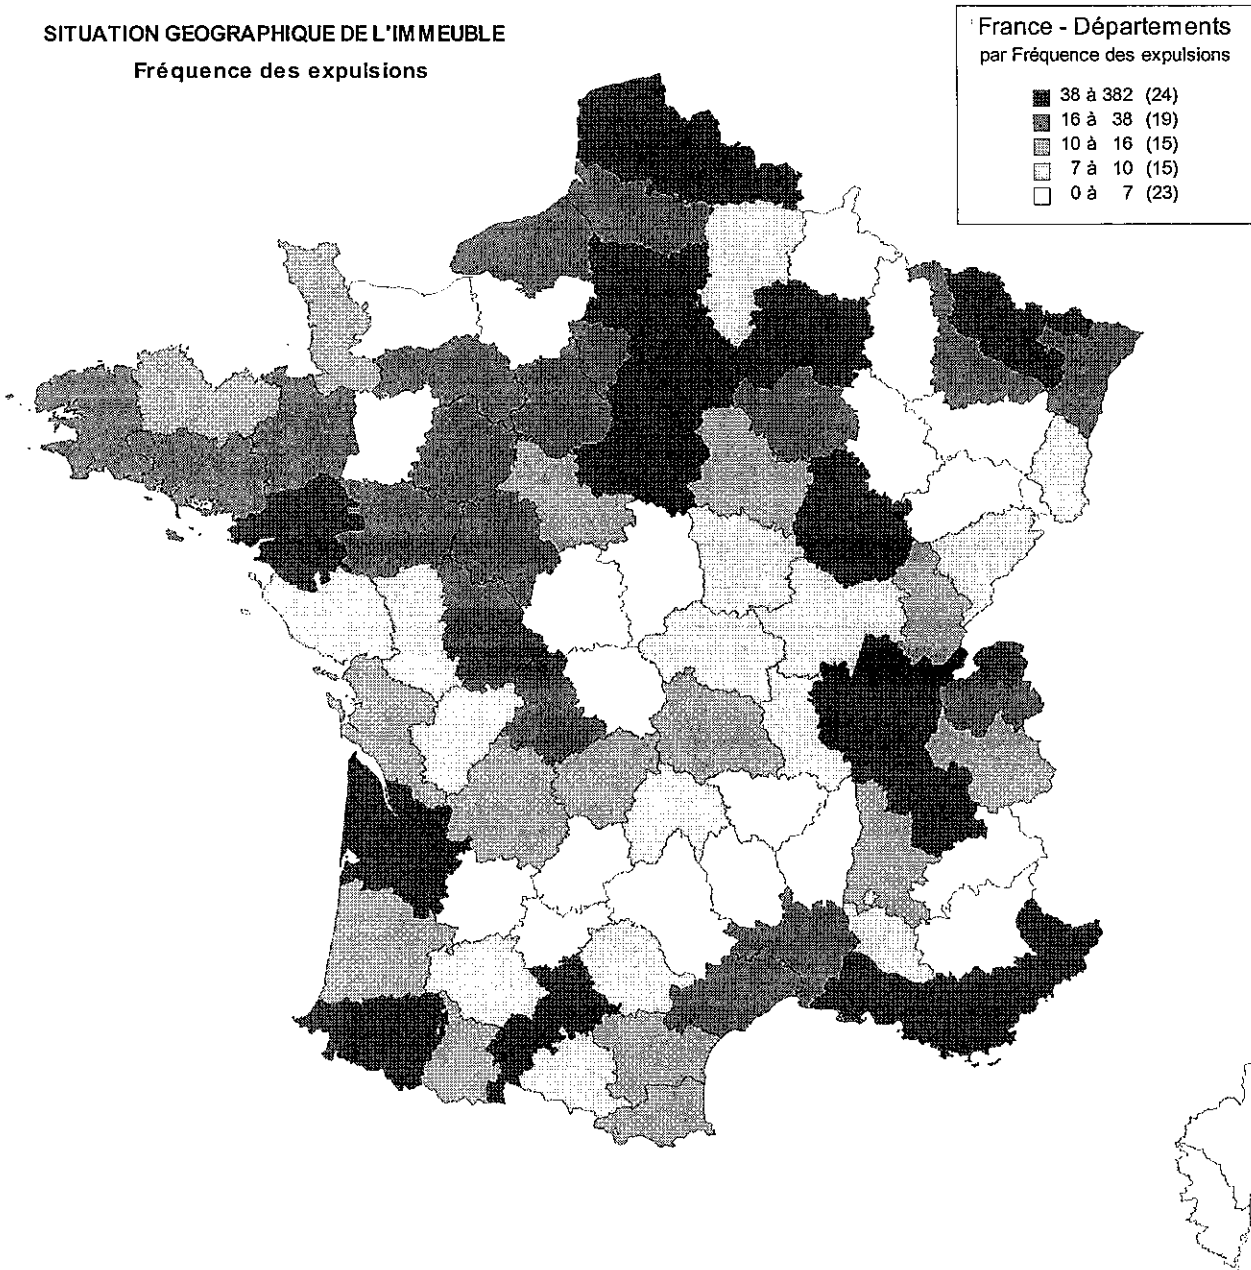 SITUATION GEOGRAPHIQUE DE L'IMMEUBLE
Fréquence des expulsions
France - Départements
par Fréquence des expulsions
38 à 382 (24)
16 à 38 (19)
10 à 16 (15)
7 à 10 (15)
0 à 7 (23)